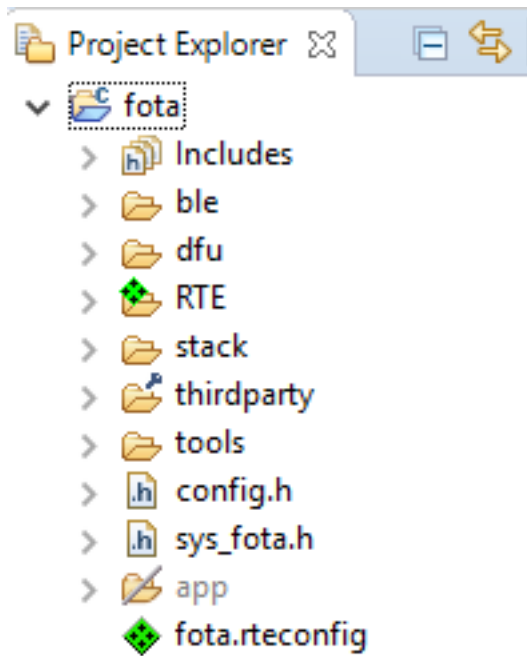 Project Explorer
fota
Includes
ble
dfu
RTE
stack
thirdparty
tools
config.h
sys_fota.h
app
fota.rteconfig